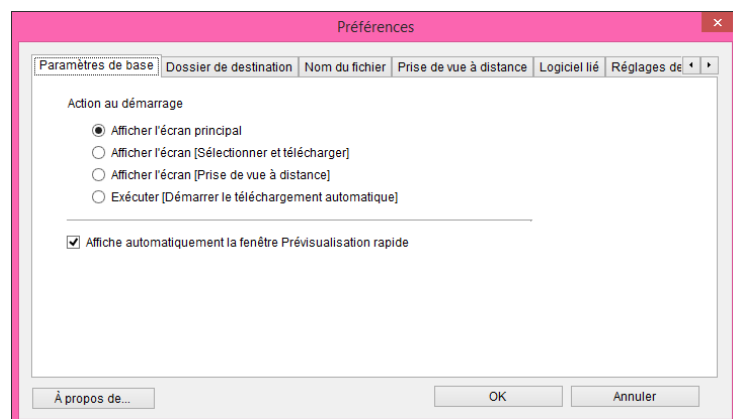 Préférences
Paramètres de base Dossier de destination Nom du fichier Prise de vue à distance Logiciel lié Réglages de
Action au démarrage
Afficher l'écran principal
Afficher l'écran [Sélectionner et télécharger]
Afficher l'écran [Prise de vue à distance]
Exécuter [Démarrer le téléchargement automatique]
Affiche automatiquement la fenêtre Prévisualisation rapide
À propos de... OK Annuler